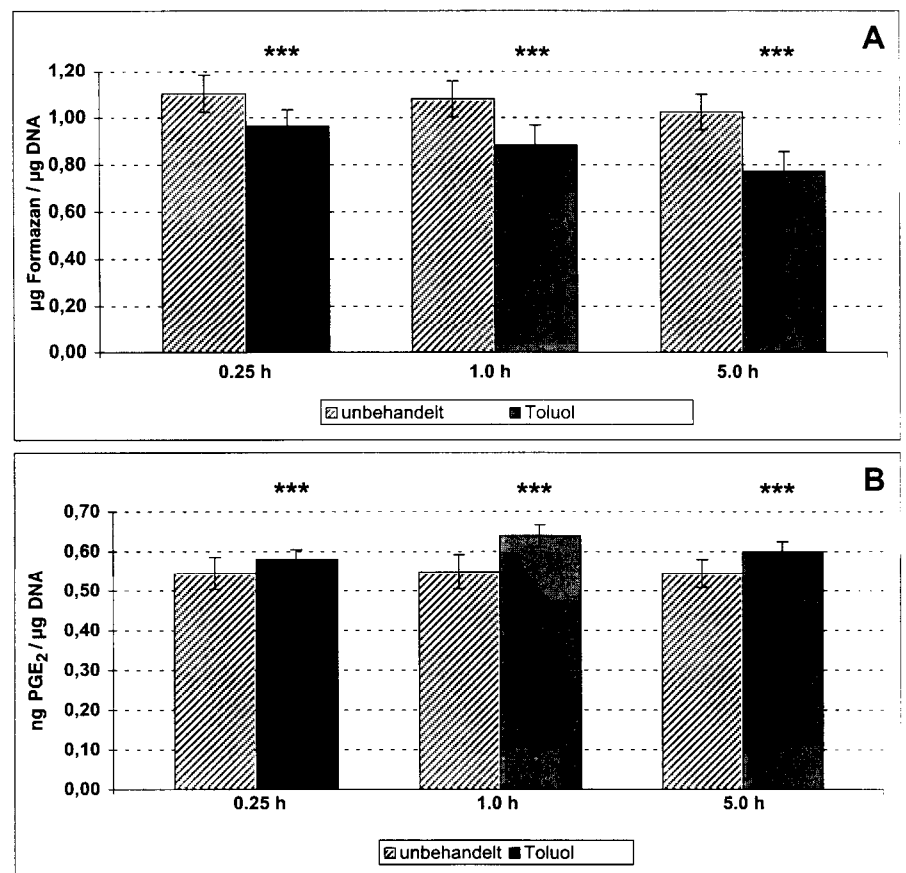 A
*** *** ***
1,20
1,00
0,80
0,60
0,40
0,20
0,00
µg Formazan / µg DNA
0.25 h 1.0 h 5.0 h
unbehandelt Toluol
B
*** *** ***
0,70
0,60
0,50
0,40
0,30
0,20
0,10
0,00
ng PGE₂ / µg DNA
0.25 h 1.0 h 5.0 h
unbehandelt Toluol